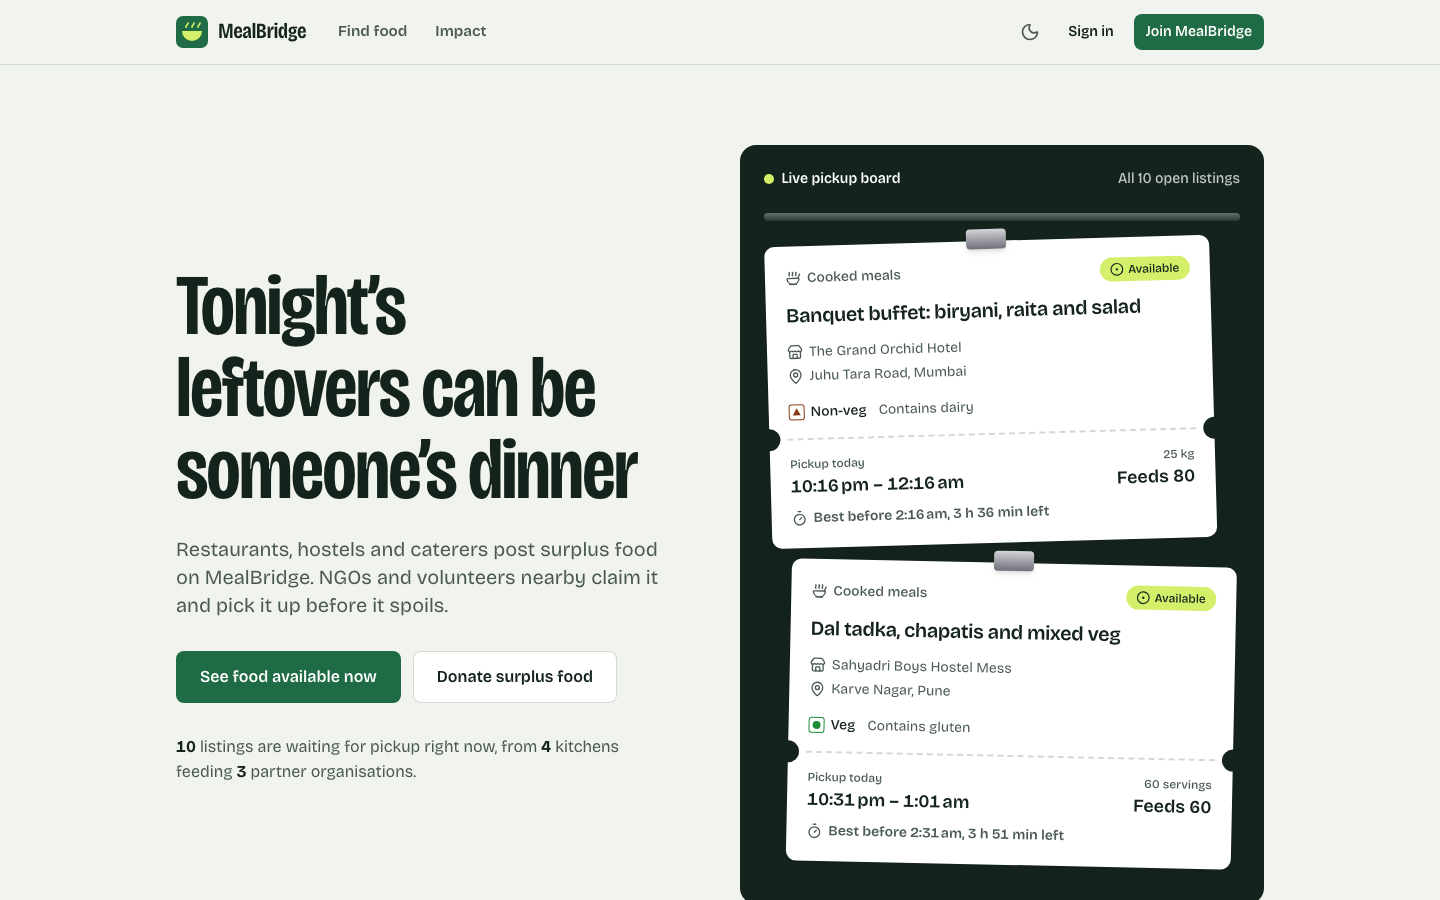 MealBridge
Find food
Impact
Sign in
Join MealBridge
Tonight’s
leftovers can be
someone’s dinner
Restaurants, hostels and caterers post surplus food
on MealBridge. NGOs and volunteers nearby claim it
and pick it up before it spoils.
See food available now
Donate surplus food
10 listings are waiting for pickup right now, from 4 kitchens
feeding 3 partner organisations.
Live pickup board
All 10 open listings
Cooked meals
Available
Banquet buffet: biryani, raita and salad
The Grand Orchid Hotel
Juhu Tara Road, Mumbai
Non-veg Contains dairy
Pickup today
25 kg
10:16 pm – 12:16 am
Feeds 80
Best before 2:16 am, 3 h 36 min left
Cooked meals
Available
Dal tadka, chapatis and mixed veg
Sahyadri Boys Hostel Mess
Karve Nagar, Pune
Veg Contains gluten
Pickup today
60 servings
10:31 pm – 1:01 am
Feeds 60
Best before 2:31 am, 3 h 51 min left